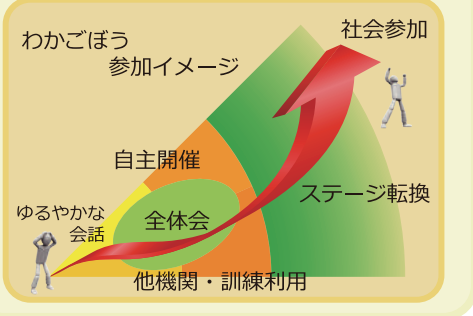 わかごぼう
参加イメージ
社会参加
自主開催
ステージ転換
ゆるやかな
会話
全体会
他機関・訓練利用